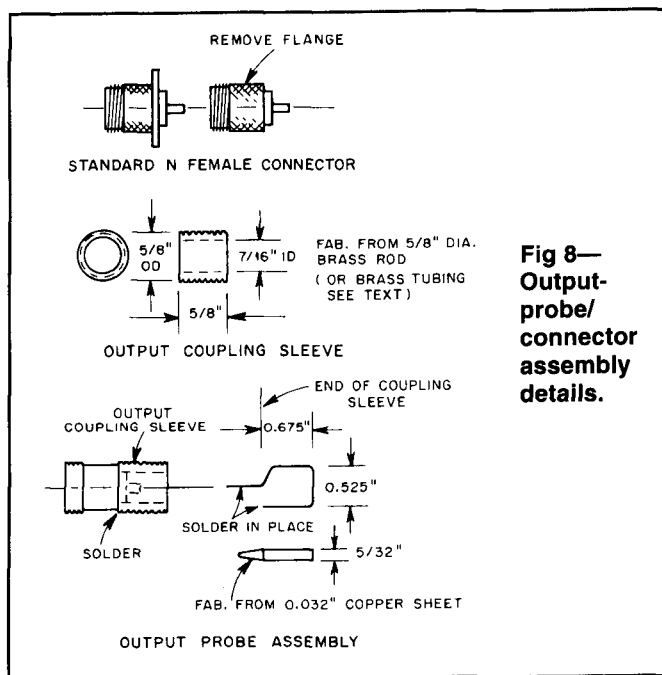 REMOVE FLANGE
STANDARD N FEMALE CONNECTOR
5/8"
OD
7/16" ID
5/8"
FAB. FROM 5/8" DIA.
BRASS ROD
(OR BRASS TUBING
SEE TEXT)
OUTPUT COUPLING SLEEVE
Fig 8—
Output-
probe/
connector
assembly
details.
END OF COUPLING
SLEEVE
OUTPUT
COUPLING SLEEVE
0.675"
0.525"
SOLDER IN PLACE
SOLDER
5/32"
FAB. FROM 0.032" COPPER SHEET
OUTPUT PROBE ASSEMBLY